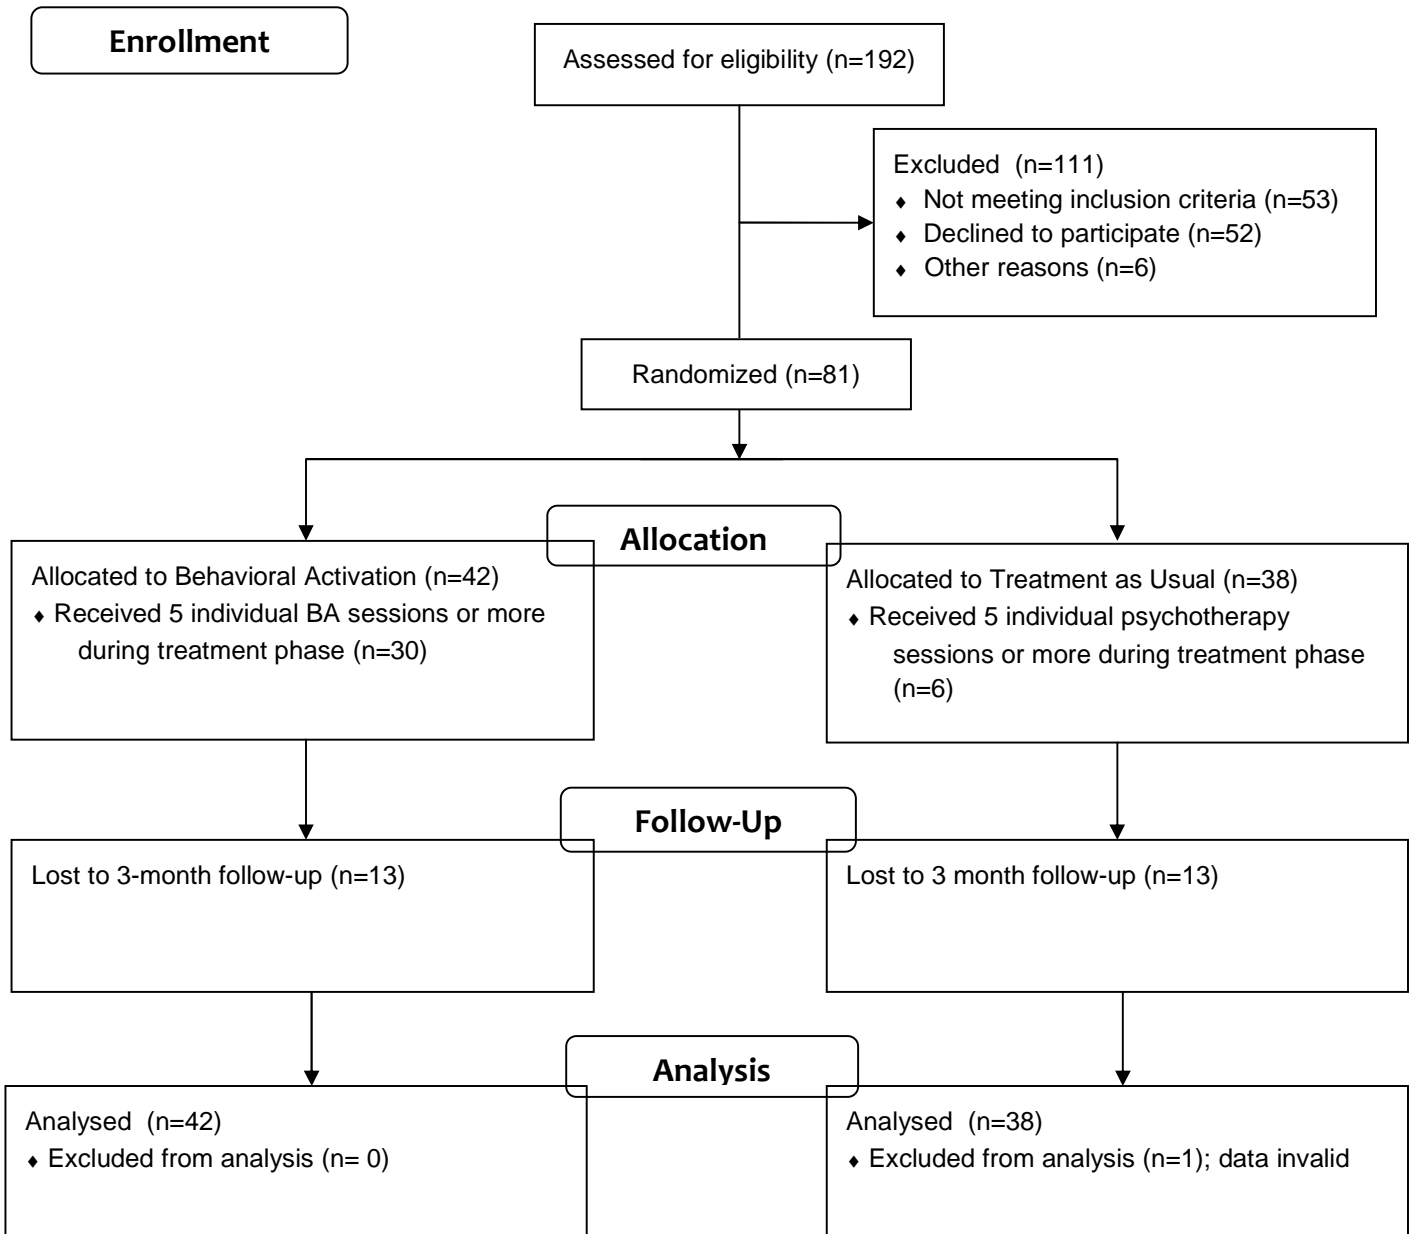 Enrollment
Assessed for eligibility (n=192)
Excluded (n=111)
♦ Not meeting inclusion criteria (n=53)
♦ Declined to participate (n=52)
♦ Other reasons (n=6)
Randomized (n=81)
Allocation
Allocated to Behavioral Activation (n=42)
♦ Received 5 individual BA sessions or more
during treatment phase (n=30)
Allocated to Treatment as Usual (n=38)
♦ Received 5 individual psychotherapy
sessions or more during treatment phase
(n=6)
Follow-Up
Lost to 3-month follow-up (n=13)
Lost to 3 month follow-up (n=13)
Analysis
Analysed (n=42)
♦ Excluded from analysis (n= 0)
Analysed (n=38)
♦ Excluded from analysis (n=1); data invalid